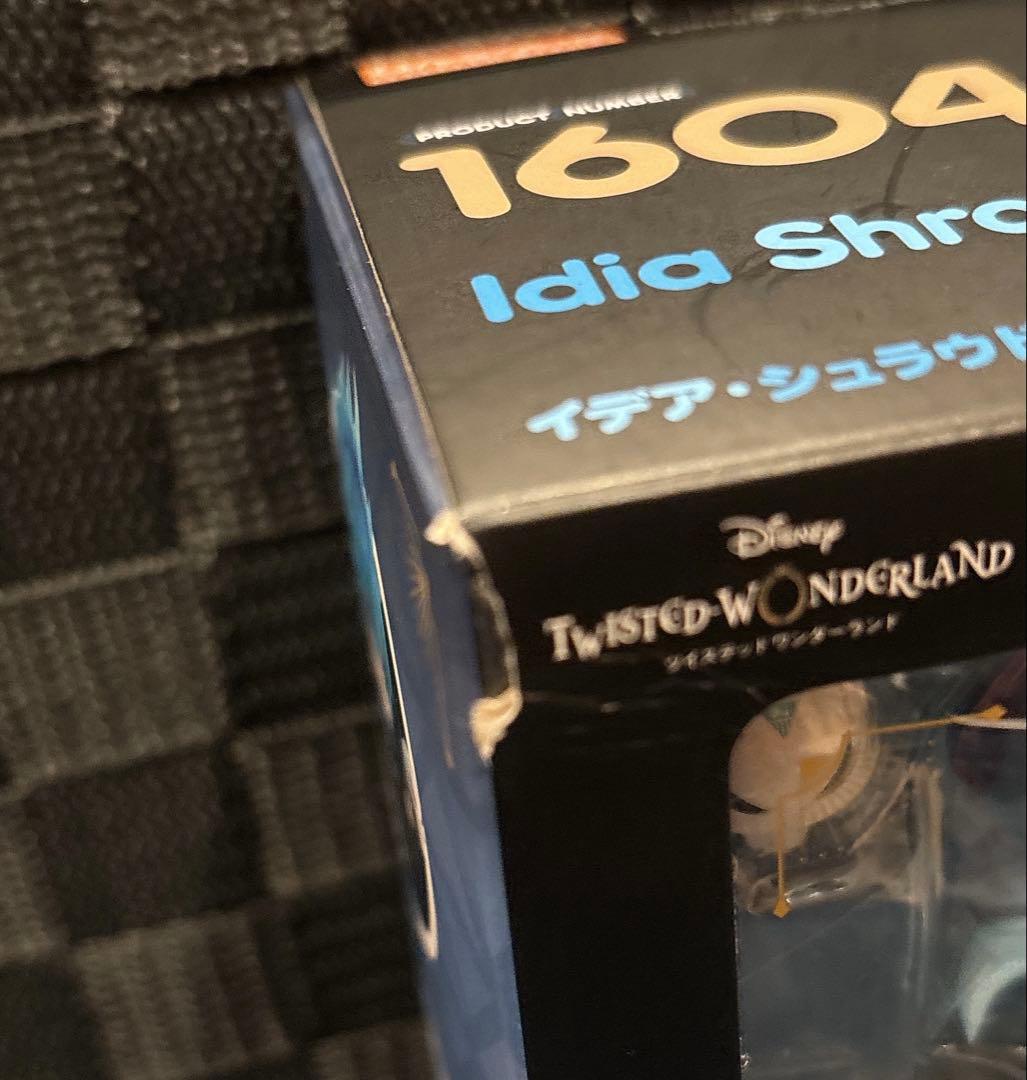 PRODUCT NUMBER
1604
Idia Shro
イデア・シュラウド
Disney
TWISTED-WONDERLAND
ツイステッドワンダーランド